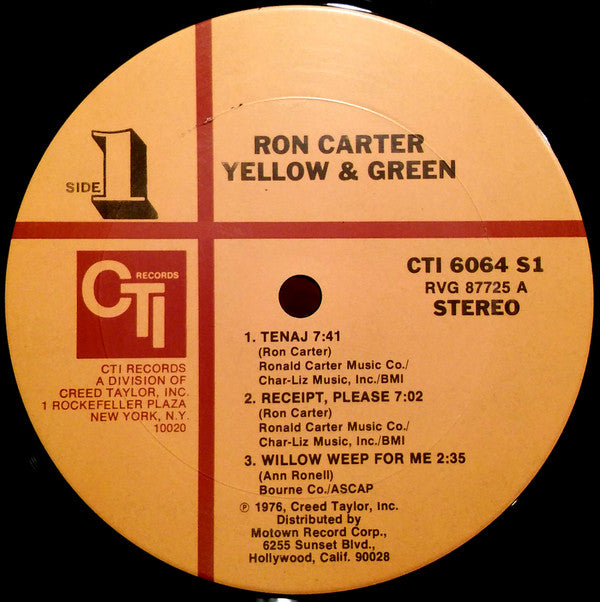 RON CARTER
YELLOW & GREEN
SIDE 1
CTI RECORDS
CTI RECORDS
A DIVISION OF
CREED TAYLOR, INC.
1 ROCKEFELLER PLAZA
NEW YORK, N.Y.
10020
CTI 6064 S1
RVG 87725 A
STEREO
1. TENAJ 7:41
(Ron Carter)
Ronald Carter Music Co./
Char-Liz Music, Inc./BMI
2. RECEIPT, PLEASE 7:02
(Ron Carter)
Ronald Carter Music Co./
Char-Liz Music, Inc./BMI
3. WILLOW WEEP FOR ME 2:35
(Ann Ronell)
Bourne Co./ASCAP
℗ 1976, Creed Taylor, Inc.
Distributed by
Motown Record Corp.,
6255 Sunset Blvd.,
Hollywood, Calif. 90028